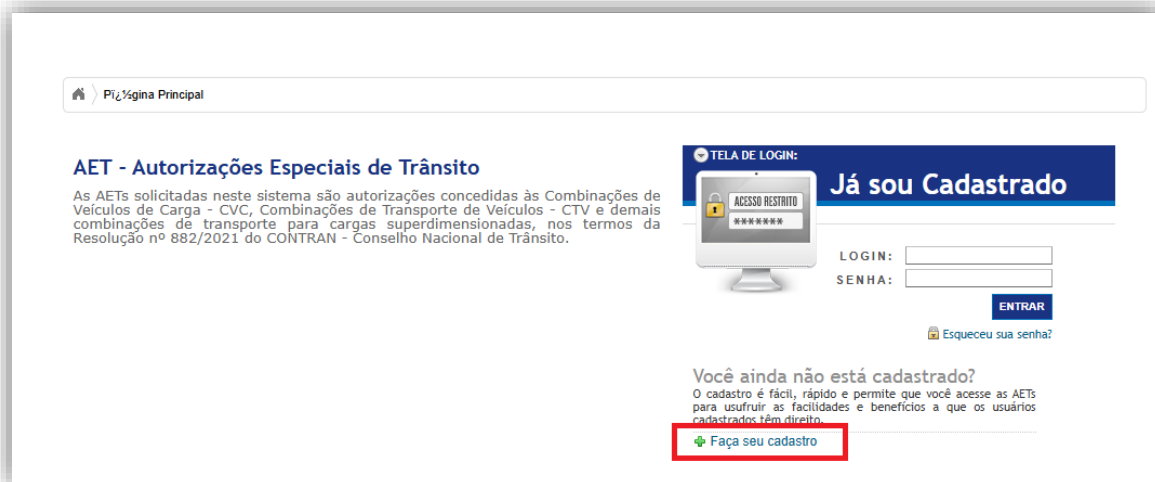 Pï¿½gina Principal
AET - Autorizações Especiais de Trânsito
As AETs solicitadas neste sistema são autorizações concedidas às Combinações de
Veículos de Carga - CVC, Combinações de Transporte de Veículos - CTV e demais
combinações de transporte para cargas superdimensionadas, nos termos da
Resolução nº 882/2021 do CONTRAN - Conselho Nacional de Trânsito.
TELA DE LOGIN:
Já sou Cadastrado
ACESSO RESTRITO
*******
LOGIN:
SENHA:
ENTRAR
Esqueceu sua senha?
Você ainda não está cadastrado?
O cadastro é fácil, rápido e permite que você acesse as AETs
para usufruir as facilidades e benefícios a que os usuários
cadastrados têm direito.
Faça seu cadastro